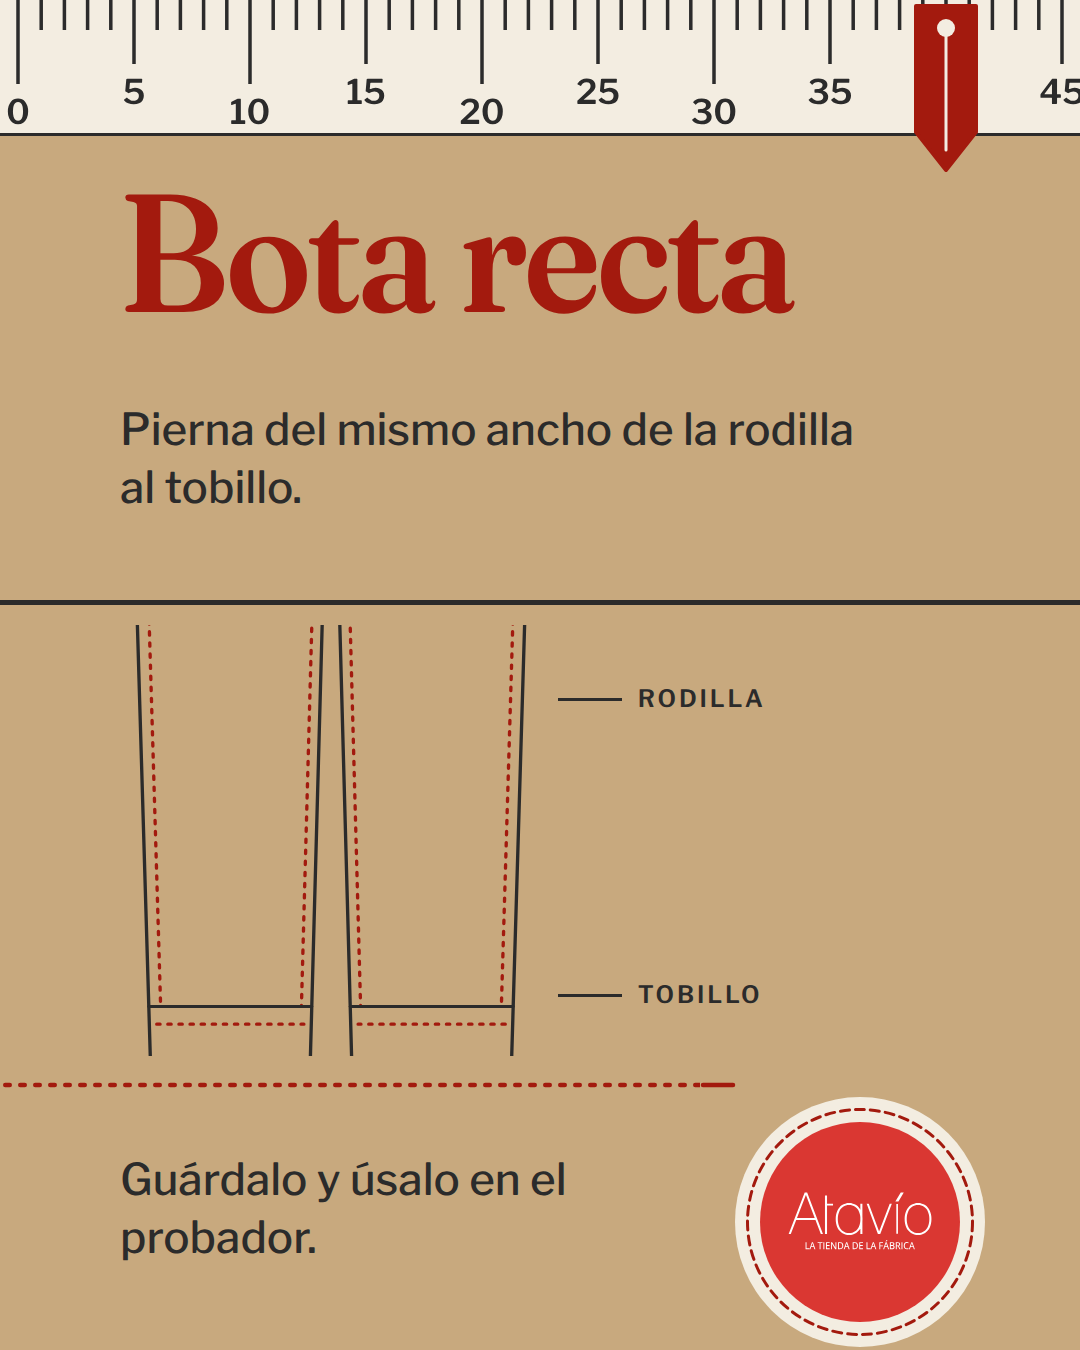 0 5 10 15 20 25 30 35 45
Bota recta
Pierna del mismo ancho de la rodilla
al tobillo.
RODILLA
TOBILLO
Guárdalo y úsalo en el
probador.
Atavío
LA TIENDA DE LA FÁBRICA